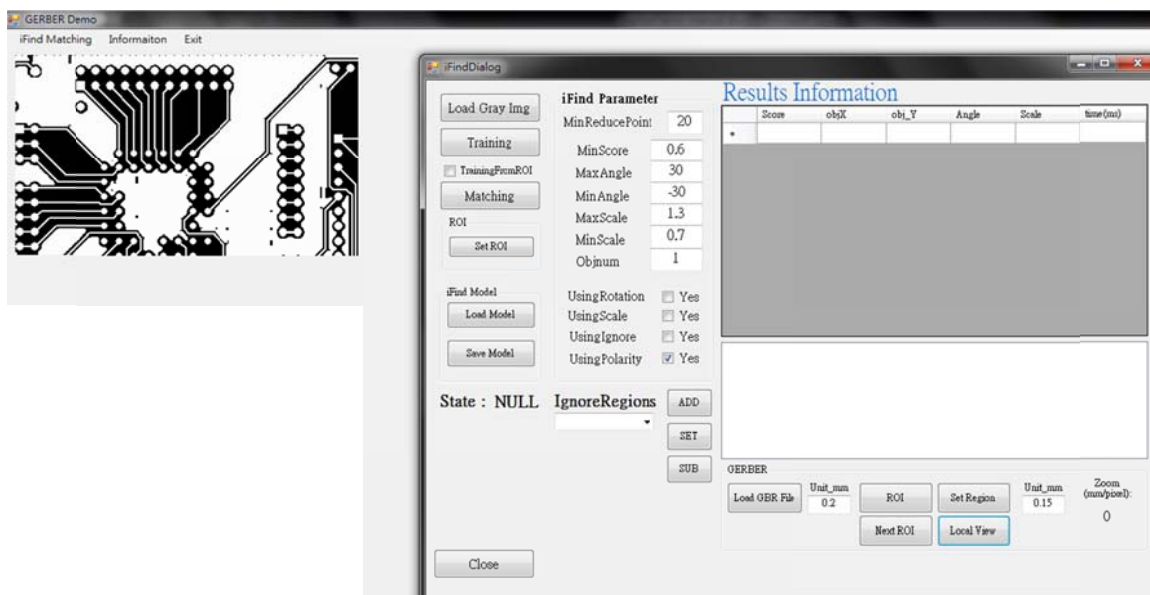 GERBER Demo
iFind Matching Informaiton Exit
iFindDialog
Load Gray Img
Training
TrainingFromROI
Matching
ROI
Set ROI
iFind Model
Load Model
Save Model
State : NULL
Close
iFind Parameter
MinReducePoint 20
MinScore 0.6
MaxAngle 30
MinAngle -30
MaxScale 1.3
MinScale 0.7
Objnum 1
UsingRotation Yes
UsingScale Yes
UsingIgnore Yes
UsingPolarity Yes
IgnoreRegions
ADD
SET
SUB
Results Information
Score objX obj_Y Angle Scale time(ms)
GERBER
Load GBR File
Unit_mm
0.2
ROI
Set Region
Unit_mm
0.15
Zoom
(mm/pixel):
0
Next ROI
Local View